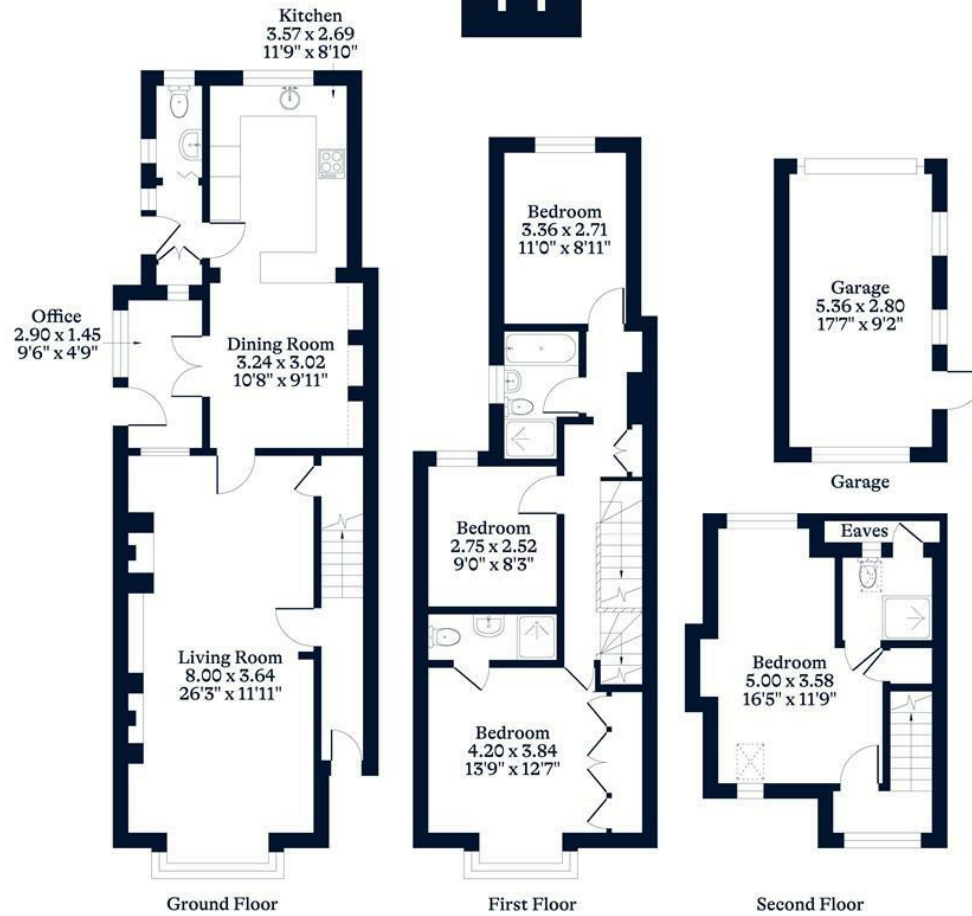 Kitchen
3.57 x 2.69
11'9" x 8'10"
Office
2.90 x 1.45
9'6" x 4'9"
Dining Room
3.24 x 3.02
10'8" x 9'11"
Living Room
8.00 x 3.64
26'3" x 11'11"
Ground Floor
Bedroom
3.36 x 2.71
11'0" x 8'11"
Bedroom
2.75 x 2.52
9'0" x 8'3"
Bedroom
4.20 x 3.84
13'9" x 12'7"
First Floor
Garage
5.36 x 2.80
17'7" x 9'2"
Garage
Eaves
Bedroom
5.00 x 3.58
16'5" x 11'9"
Second Floor